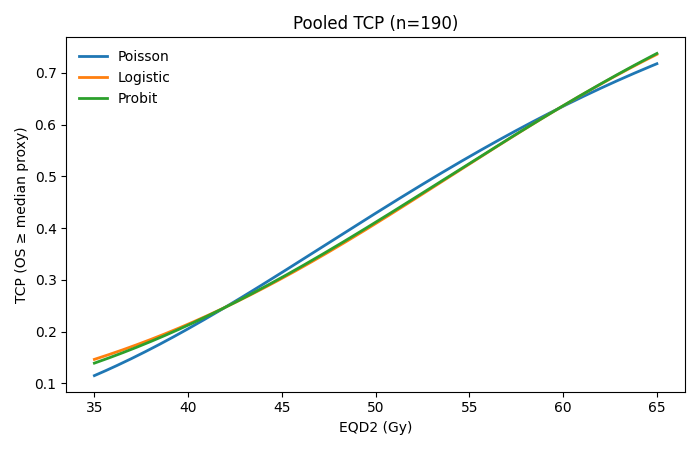 Pooled TCP (n=190)
Poisson
Logistic
Probit
TCP (OS ≥ median proxy)
0.7
0.6
0.5
0.4
0.3
0.2
0.1
35 40 45 50 55 60 65
EQD2 (Gy)